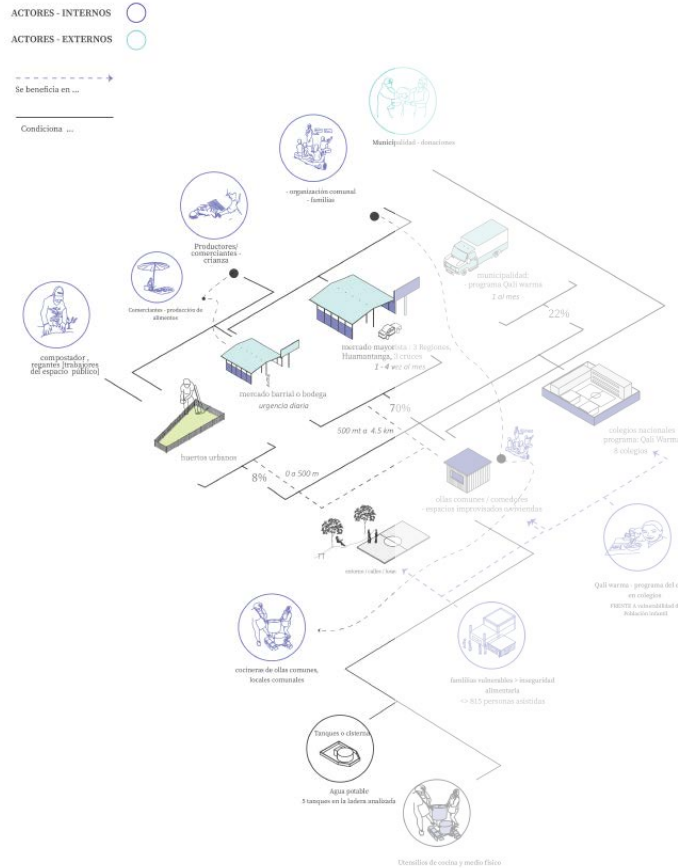 ACTORES - INTERNOS
ACTORES - EXTERNOS
Se beneficia en ...
Condiciona ...
Municipalidad - donaciones
- organización comunal
- familias
Productores/
comerciantes -
crianza
Comerciantes - producción de
alimentos
compostador ,
regantes [trabajores
del espacio público]
municipalidad:
- programa Qali warma
1 al mes
22%
mercado mayorista - 3 Regiones,
Huamantanga, 3 cruces
1 - 4 vez al mes
mercado barrial o bodega
urgencia diaria
70%
500 mt a 4.5 km
huertos urbanos
8%
0 a 500 m
colegios nacionales
programa: Qali Warma
8 colegios
ollas comunes / comedores
- espacios improvisados o viviendas
entorno / calles / losa
Qali warma - programa del e
en colegios
FRENTE A vulnerabilidad d
Población infantil
cocineras de ollas comunes,
locales comunales
familias vulnerables + inseguridad
alimentaria
815 personas asistidas
Tanques o cisterna
Agua potable
5 tanques en la ladera analizada
Utensilios de cocina y medio físico